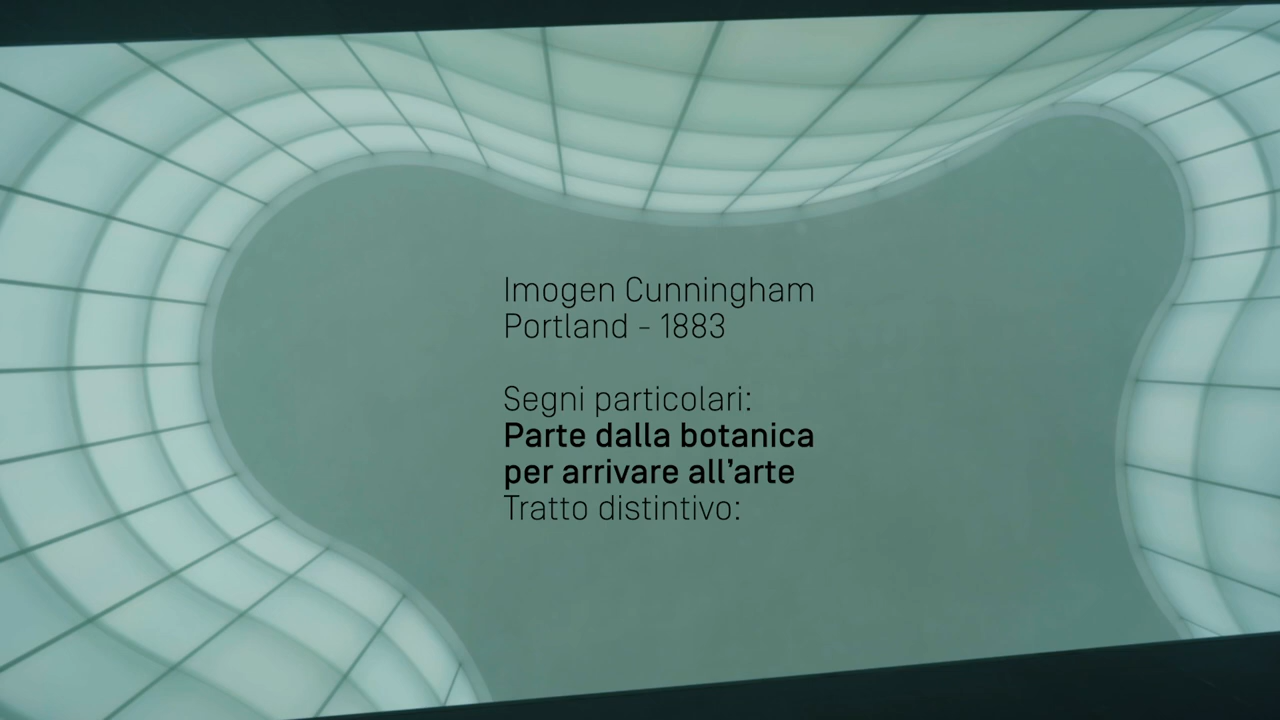 Imogen Cunningham
Portland - 1883
Segni particolari:
Parte dalla botanica
per arrivare all’arte
Tratto distintivo: